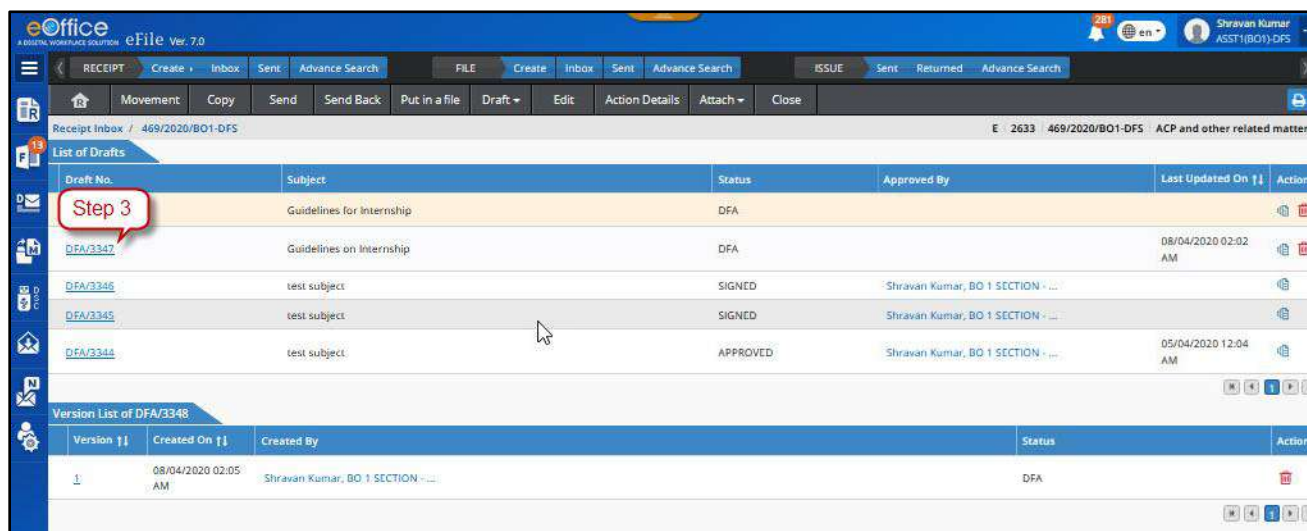 eOffice
A DIGITAL WORKPLACE SOLUTION eFile Ver. 7.0
281
en
Shravan Kumar
ASST1(BO1)-DFS
RECEIPT Create Inbox Sent Advance Search FILE Create Inbox Sent Advance Search ISSUE Sent Returned Advance Search
R Movement Copy Send Send Back Put in a file Draft Edit Action Details Attach Close
Receipt Inbox / 469/2020/BO1-DFS E 2633 469/2020/BO1-DFS ACP and other related matter
13
List of Drafts
Draft No. Subject Status Approved By Last Updated On Action
Step 3
Guidelines for Internship DFA
DFA/3347 Guidelines on Internship DFA 08/04/2020 02:02 AM
DFA/3346 test subject SIGNED Shravan Kumar, BO 1 SECTION - ...
DFA/3345 test subject SIGNED Shravan Kumar, BO 1 SECTION - ...
DFA/3344 test subject APPROVED Shravan Kumar, BO 1 SECTION - ... 05/04/2020 12:04 AM
1
Version List of DFA/3348
Version Created On Created By Status Action
1 08/04/2020 02:05 AM Shravan Kumar, BO 1 SECTION - ... DFA
1